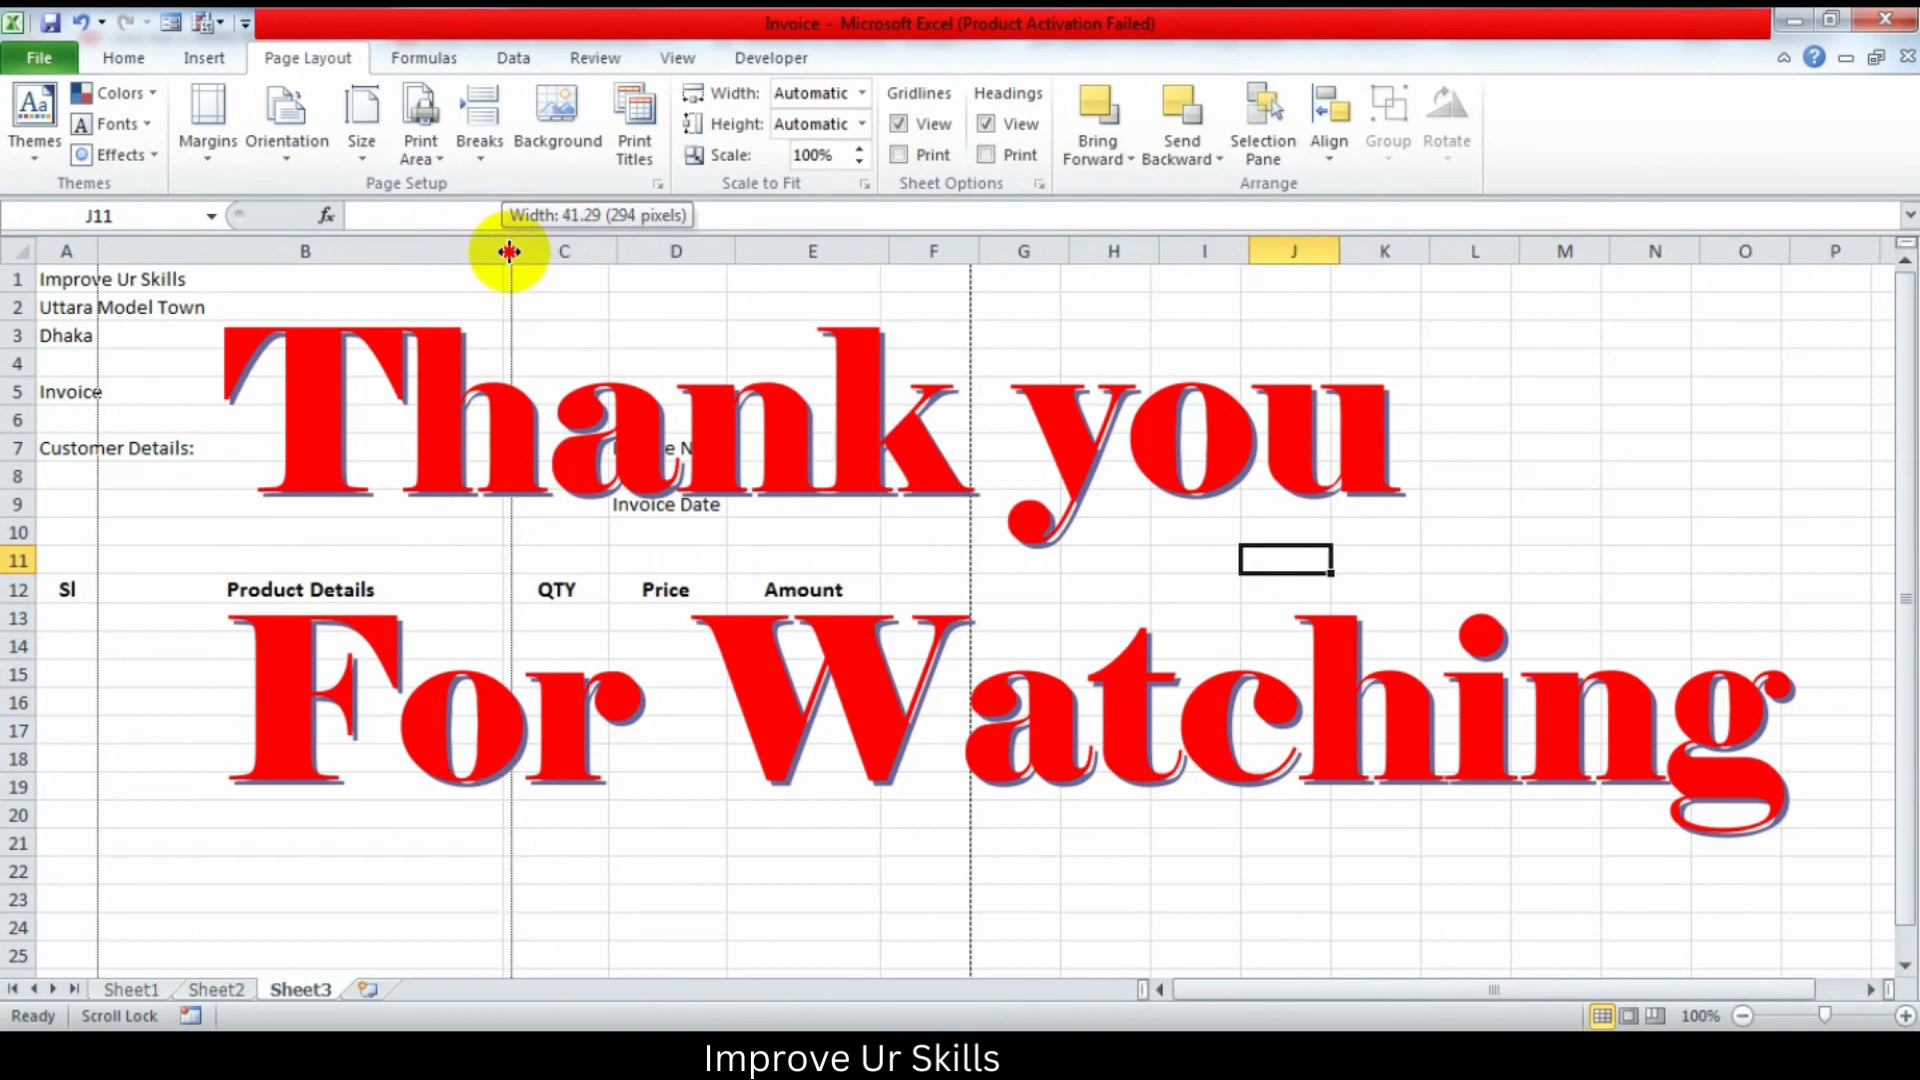 Invoice - Microsoft Excel (Product Activation Failed)
File Home Insert Page Layout Formulas Data Review View Developer
Themes Colors Fonts Effects
Margins Orientation Size Print Area Breaks Background Print Titles
Width: Automatic
Height: Automatic
Scale: 100%
Gridlines Headings
View View
Print Print
Bring Forward Send Backward Selection Pane Align Group Rotate
Themes Page Setup Scale to Fit Sheet Options Arrange
J11 fx Width: 41.29 (294 pixels)
A B C D E F G H I J K L M N O P
1 Improve Ur Skills
2 Uttara Model Town
3 Dhaka
4
5 Invoice
6
Thank you
7 Customer Details:
8
9 Invoice Date
10
11
12 Sl Product Details QTY Price Amount
13
14
15
For Watching
16
17
18
19
20
21
22
23
24
25
Sheet1 Sheet2 Sheet3
Ready Scroll Lock 100%
Improve Ur Skills